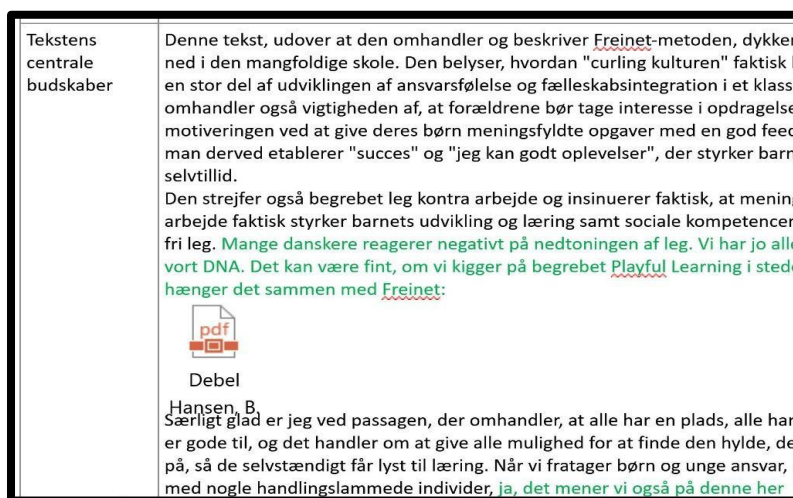 Tekstens
centrale
budskaber
Denne tekst, udover at den omhandler og beskriver Freinet-metoden, dykker
ned i den mangfoldige skole. Den belyser, hvordan "curling kulturen" faktisk
en stor del af udviklingen af ansvarsfølelse og fælleskabsintegration i et
omhandler også vigtigheden af, at forældrene bør tage interesse i
motiveringen ved at give deres børn meningsfyldte opgaver med en god
man derved etablerer "succes" og "jeg kan godt oplevelser", der styrker
selvtillid.
Den strejfer også begrebet leg kontra arbejde og insinuerer faktisk, at
arbejde faktisk styrker barnets udvikling og læring samt sociale kompetencer
fri leg. Mange danskere reagerer negativt på nedtoningen af leg. Vi har jo
vort DNA. Det kan være fint, om vi kigger på begrebet Playful Learning i
hænger det sammen med Freinet:
pdf
Debel
Hansen, B.
Særligt glad er jeg ved passagen, der omhandler, at alle har en plads, alle har
er gode til, og det handler om at give alle mulighed for at finde den hylde,
på, så de selvstændigt får lyst til læring. Når vi fratager børn og unge ansvar,
med nogle handlingslammede individer, ja, det mener vi også på denne her